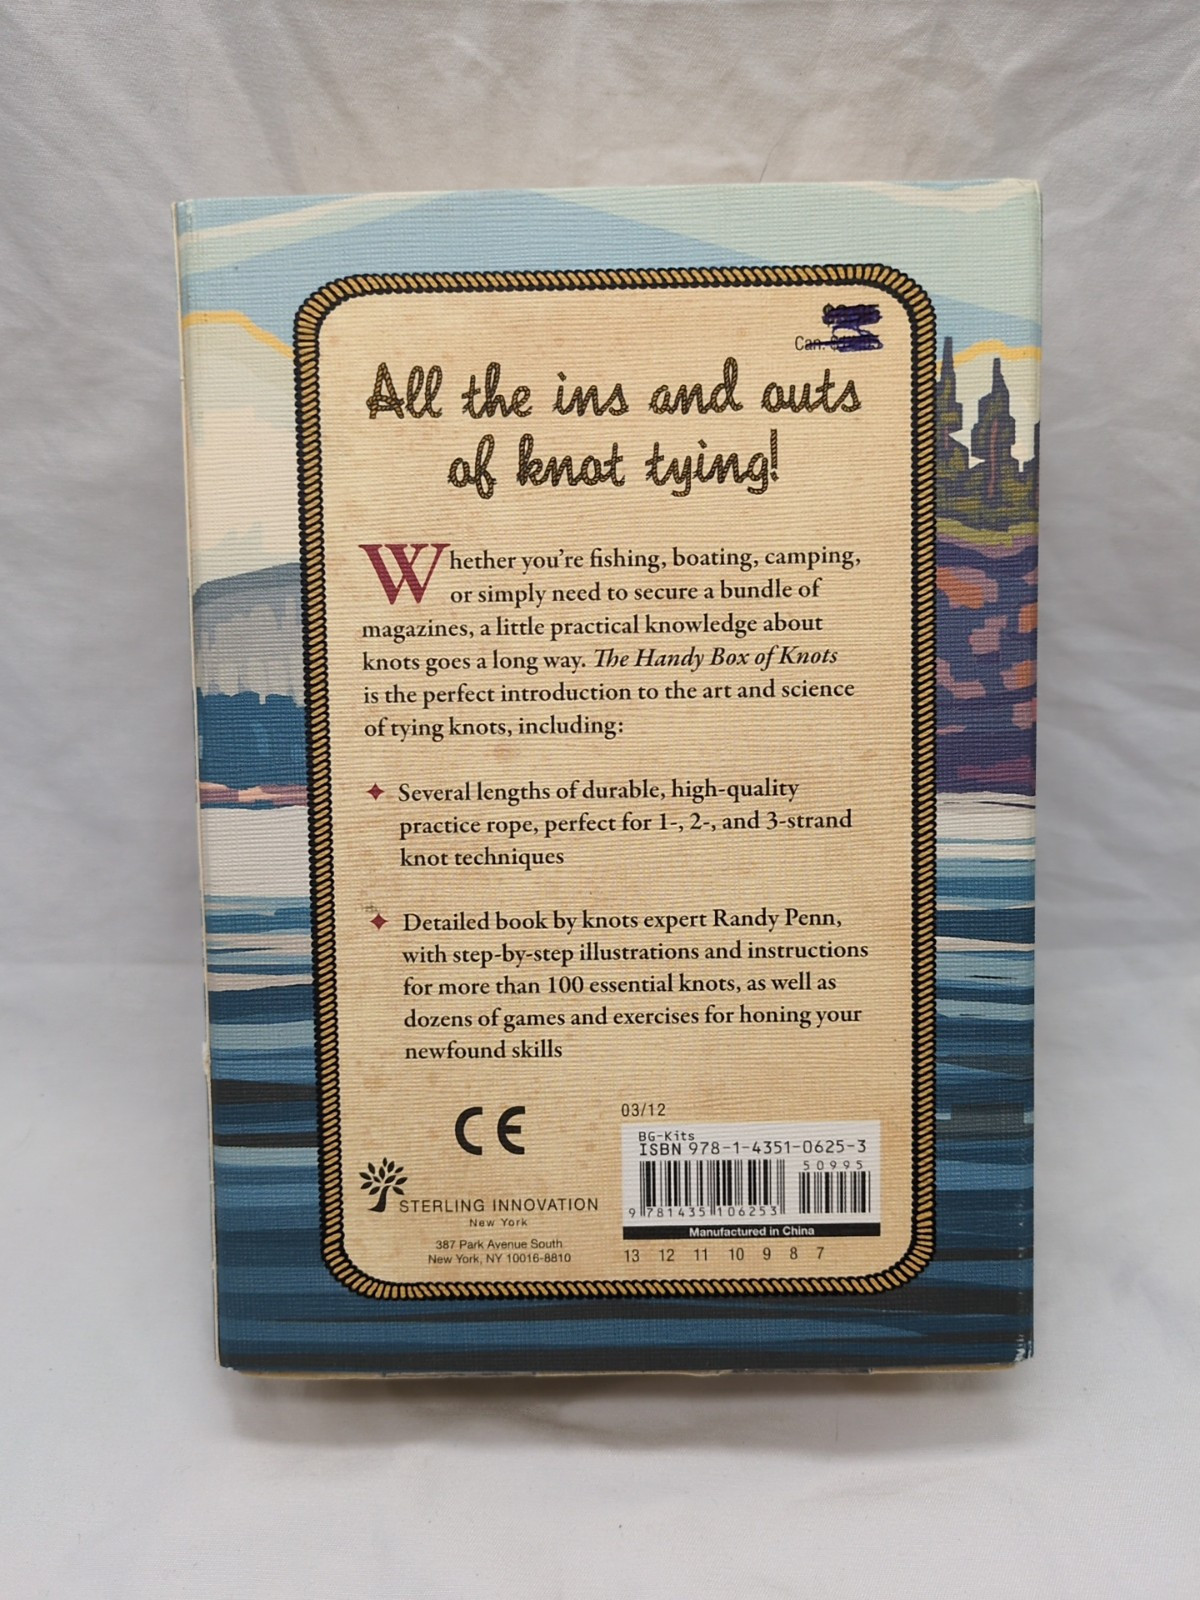 Can.
All the ins and outs
of knot tying!
Whether you're fishing, boating, camping,
or simply need to secure a bundle of
magazines, a little practical knowledge about
knots goes a long way. The Handy Box of Knots
is the perfect introduction to the art and science
of tying knots, including:
✦ Several lengths of durable, high-quality
practice rope, perfect for 1-, 2-, and 3-strand
knot techniques
✦ Detailed book by knots expert Randy Penn,
with step-by-step illustrations and instructions
for more than 100 essential knots, as well as
dozens of games and exercises for honing your
newfound skills
CE
STERLING INNOVATION
New York
387 Park Avenue South
New York, NY 10016-8810
03/12
BG-Kits
ISBN 978-1-4351-0625-3
50995
9 781435 106253
Manufactured in China
13 12 11 10 9 8 7